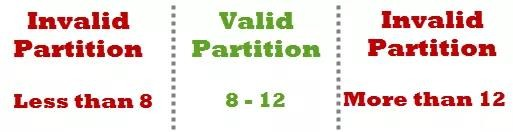 Invalid
Partition
Less than 8
Valid
Partition
8 - 12
Invalid
Partition
More than 12